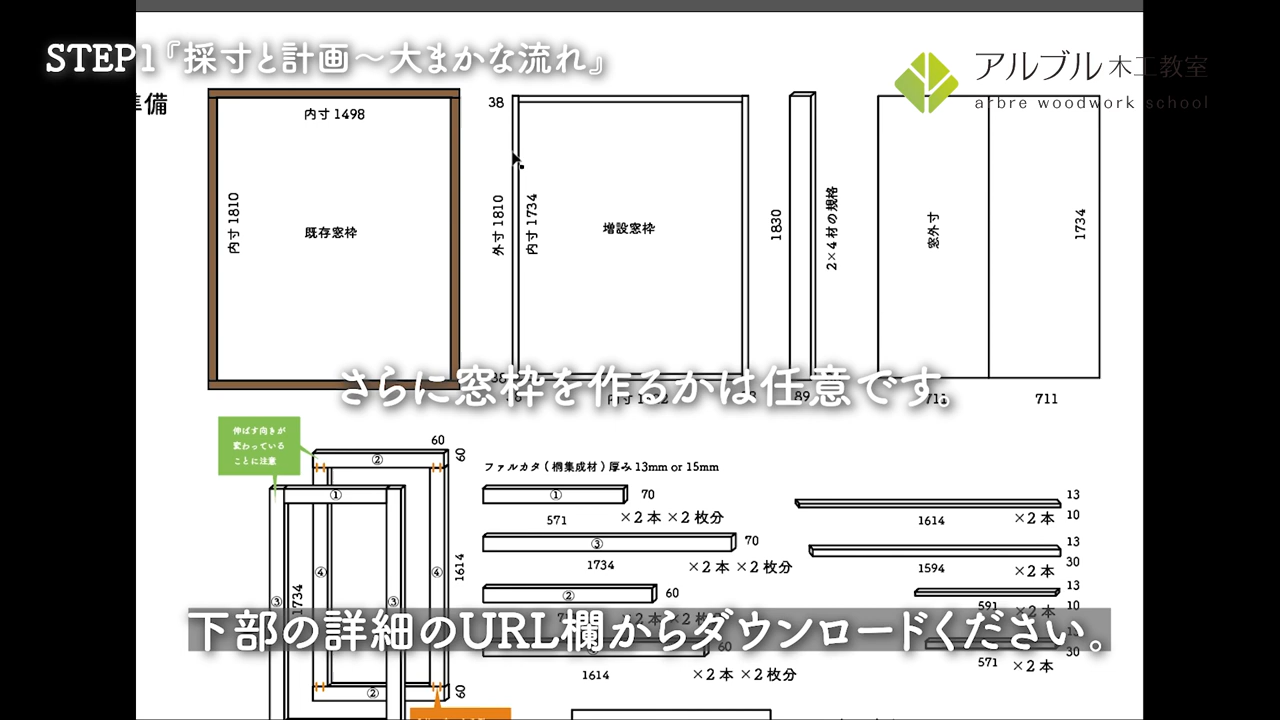 STEP1『採寸と計画〜大まかな流れ』
アルブル木工教室
arbre woodwork school
準備
内寸 1498
内寸 1810
既存窓枠
38
外寸 1810
内寸 1734
増設窓枠
1830
2×4 材の規格
89
窓外寸
1734
711
711
さらに窓枠を作るかは任意です。
伸ばす向きが
変わっている
ことに注意
60
60
②
①
④
④
③
③
1734
1614
②
60
ファルカタ ( 桐集成材 ) 厚み 13mm or 15mm
①
70
571
×2 本 ×2 枚分
③
70
1734
×2 本 ×2 枚分
②
60
60
1614
×2 本 ×2 枚分
13
10
1614
×2 本
13
30
1594
×2 本
13
10
591
×2 本
30
571
×2 本
下部の詳細のURL欄からダウンロードください。